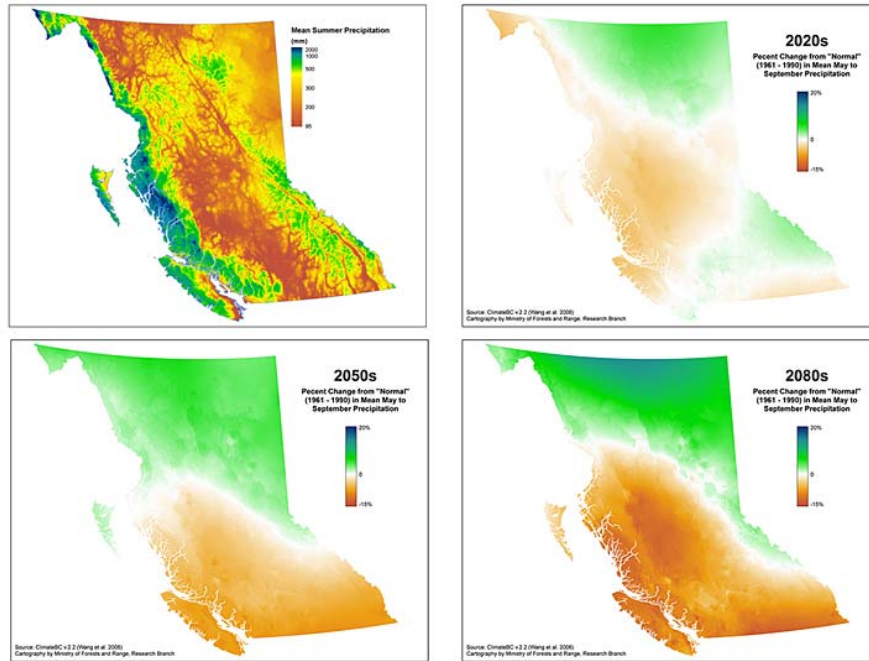 Mean Summer Precipitation
(mm)
2000
1000
500
300
200
85
2020s
Pecent Change from "Normal"
(1961 - 1990) in Mean May to
September Precipitation
20%
0
-15%
Source: ClimateBC v.2.2 (Wang et al. 2006)
Cartography by Ministry of Forests and Range, Research Branch
2050s
Pecent Change from "Normal"
(1961 - 1990) in Mean May to
September Precipitation
20%
0
-15%
Source: ClimateBC v.2.2 (Wang et al. 2006)
Cartography by Ministry of Forests and Range, Research Branch
2080s
Pecent Change from "Normal"
(1961 - 1990) in Mean May to
September Precipitation
20%
0
-15%
Source: ClimateBC v.2.2 (Wang et al. 2006)
Cartography by Ministry of Forests and Range, Research Branch